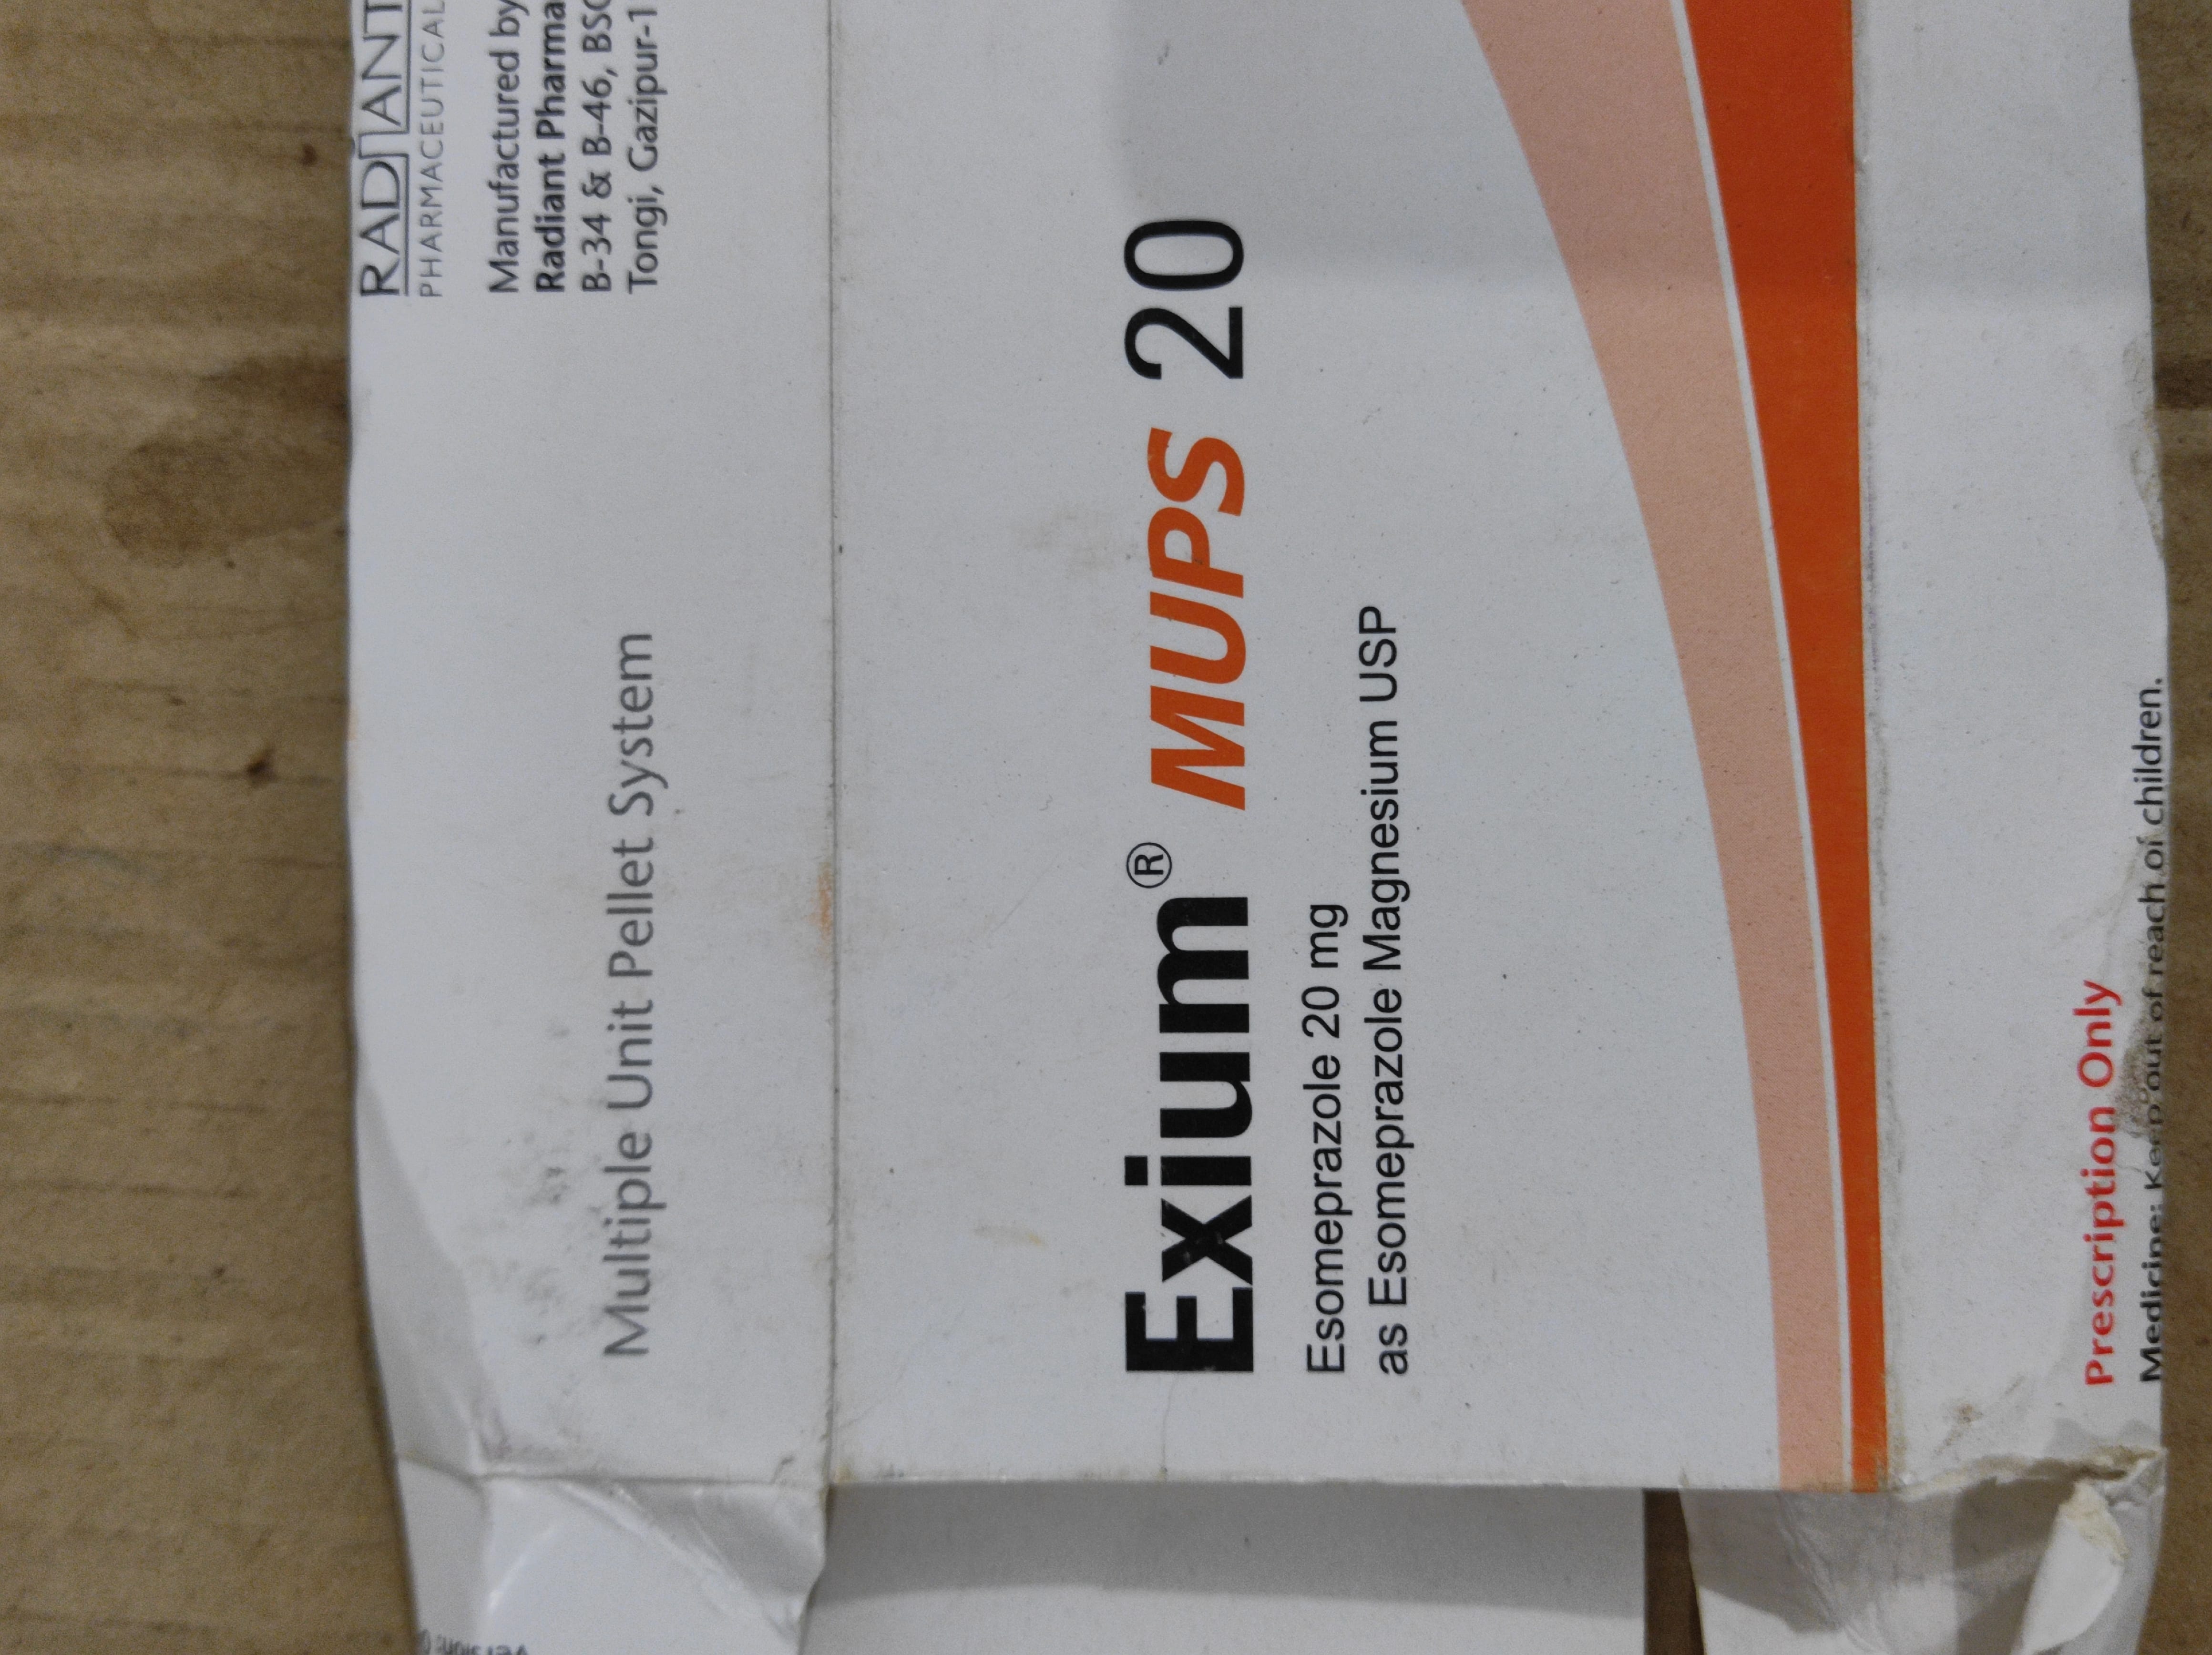 RADIANT
PHARMACEUTICAL
Manufactured by
Radiant Pharma
B-34 & B-46, BSC
Tongi, Gazipur-1
Multiple Unit Pellet System
Exium® MUPS 20
Esomeprazole 20 mg
as Esomeprazole Magnesium USP
Prescription Only
Medicine: Keep out of reach of children.